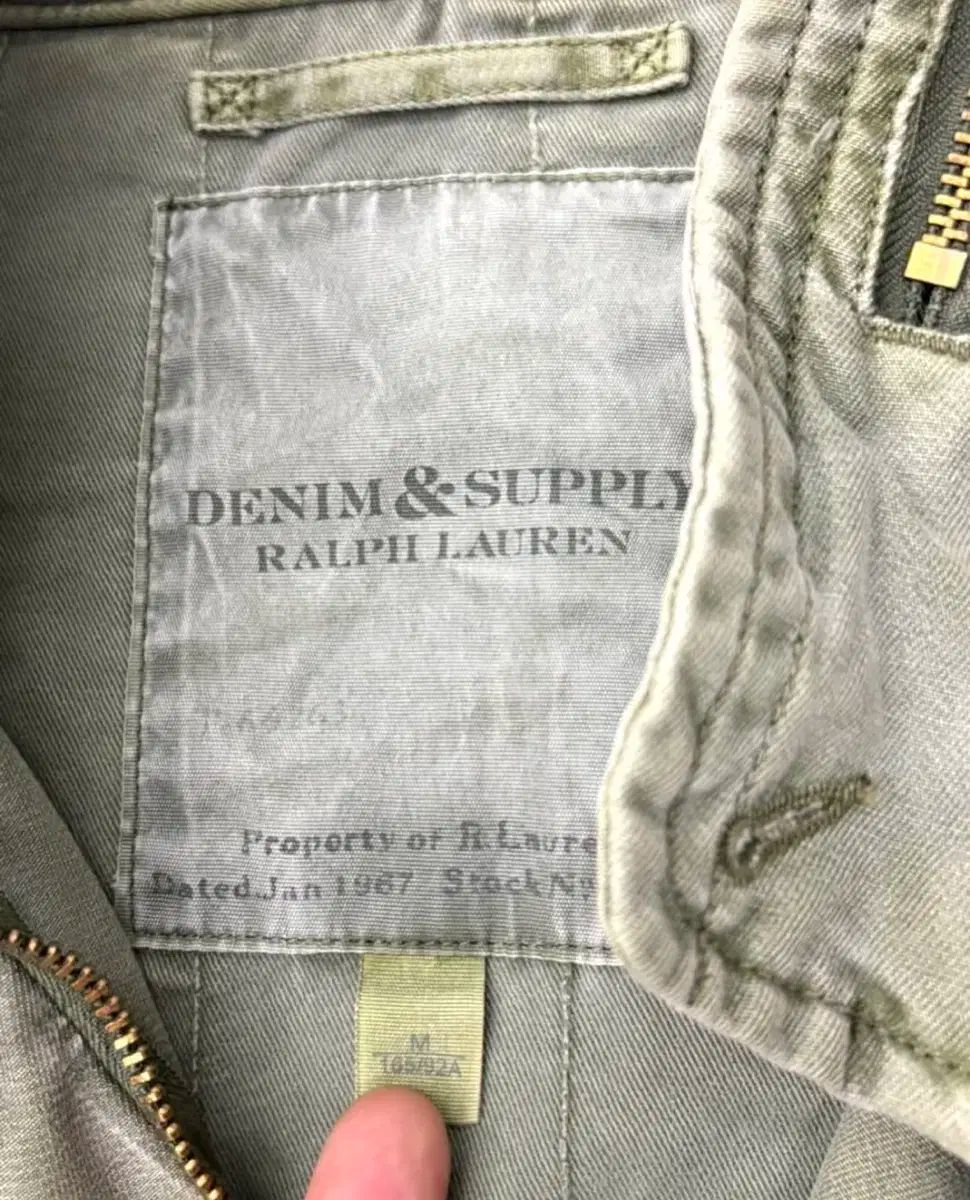 DENIM & SUPPLY
RALPH LAUREN
Property of R. Laure
Dated Jan 1967 Stock No
M
165/92A